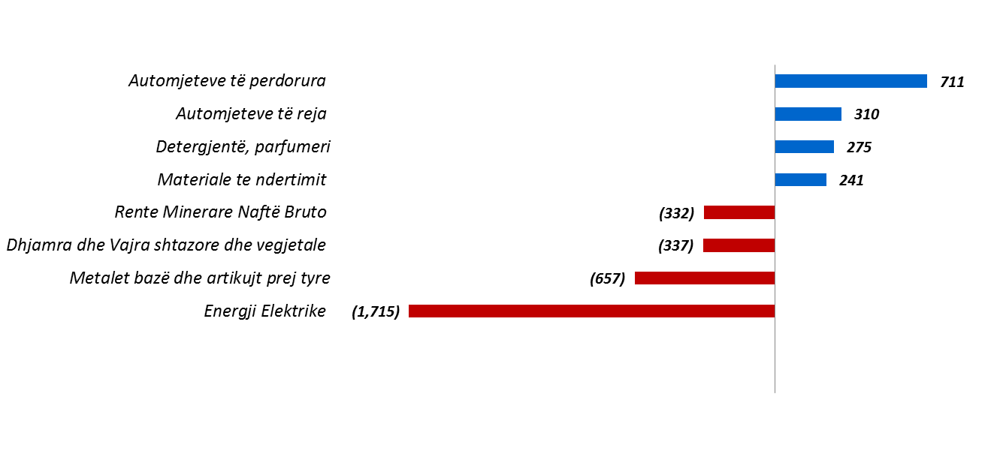 Automjeteve të perdorura 711
Automjeteve të reja 310
Detergjentë, parfumeri 275
Materiale te ndertimit 241
Rente Minerare Naftë Bruto (332)
Dhjamra dhe Vajra shtazore dhe vegjetale (337)
Metalet bazë dhe artikujt prej tyre (657)
Energji Elektrike (1,715)